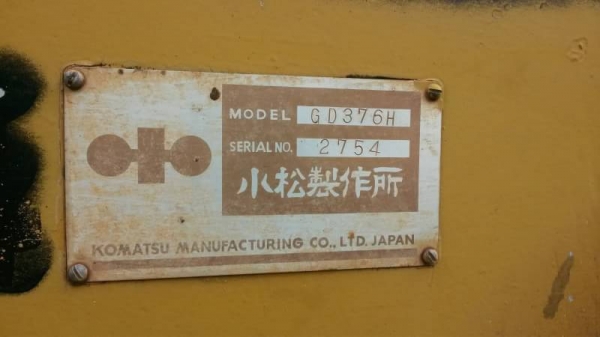 MODEL GD376H
SERIAL NO. 2754
小松製作所
KOMATSU MANUFACTURING CO., LTD. JAPAN